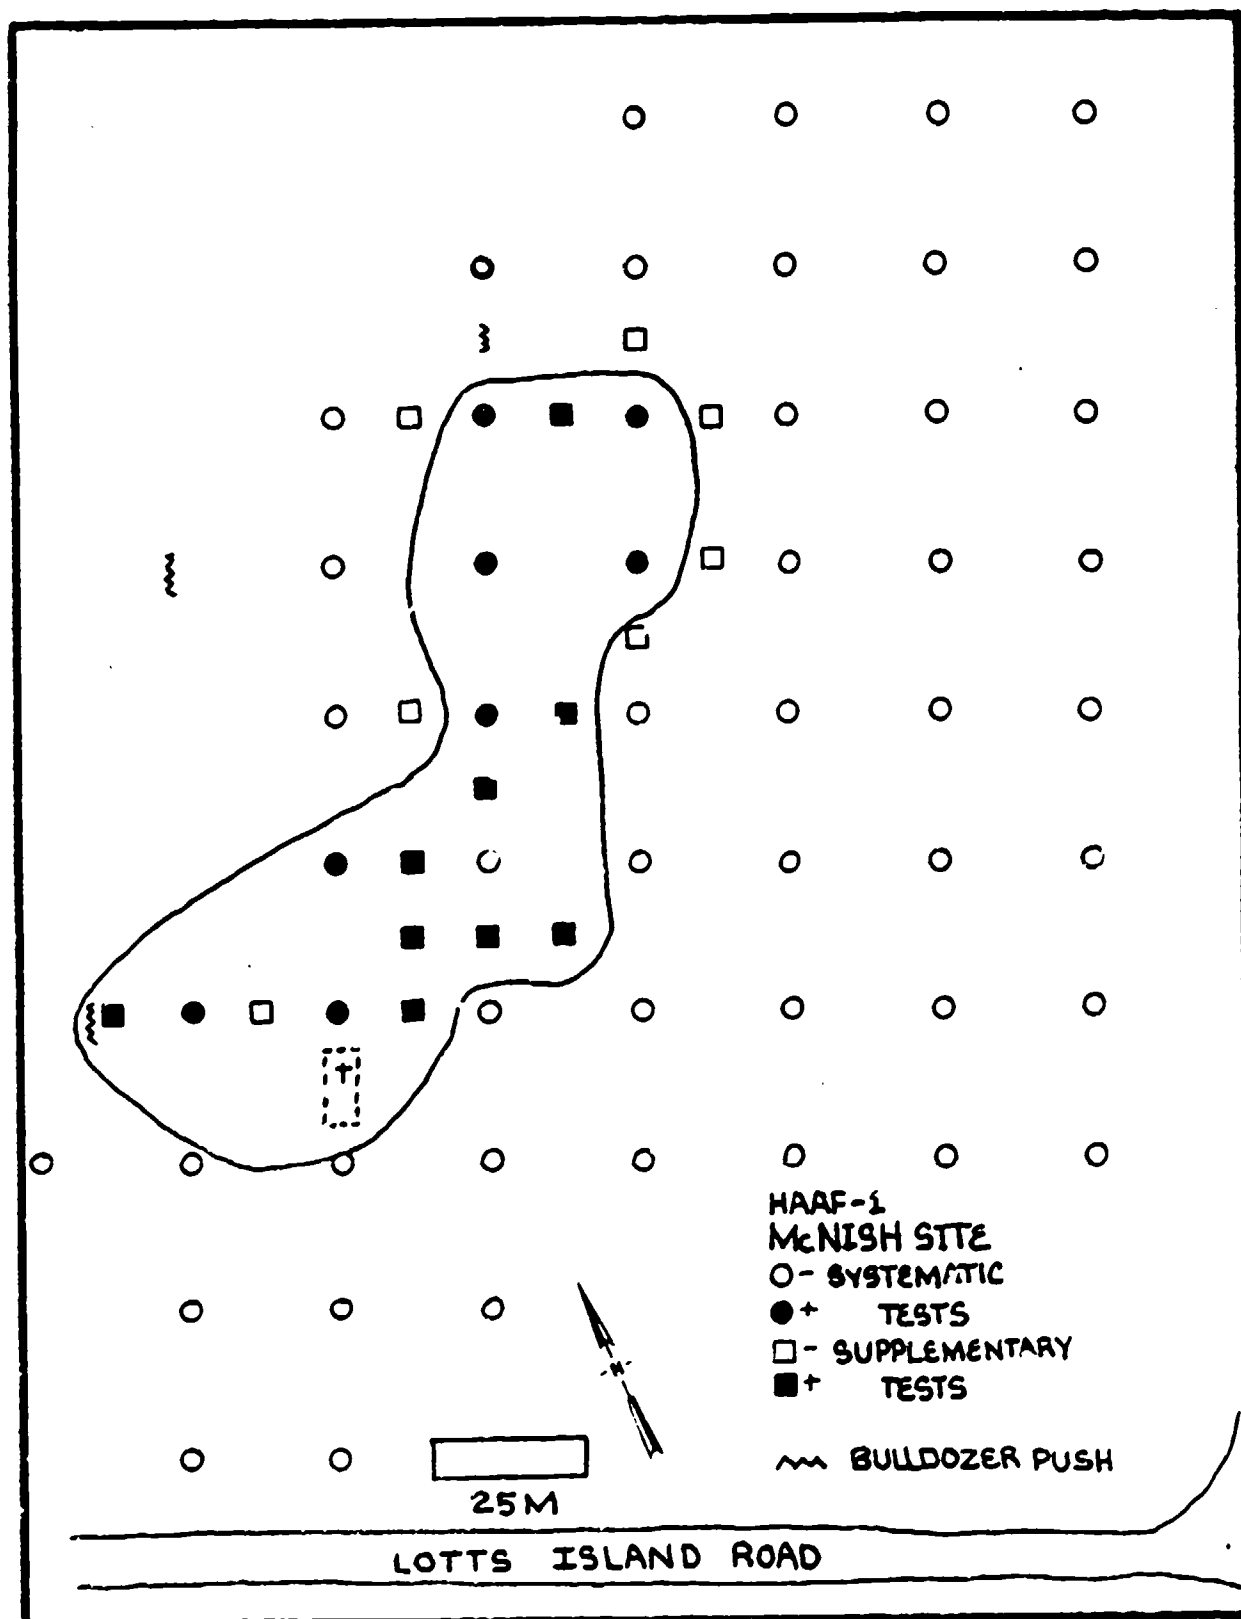 HAAF-1
McNISH SITE
- SYSTEMATIC
+ TESTS
- SUPPLEMENTARY
+ TESTS
N
BULLDOZER PUSH
25M
LOTTS ISLAND ROAD